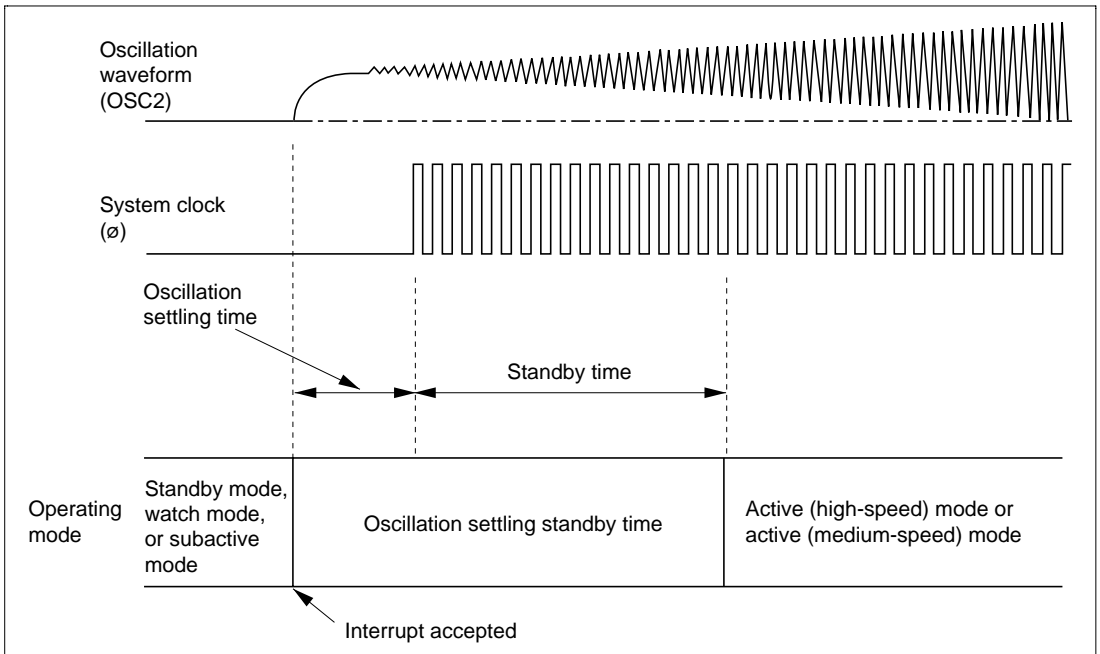 Oscillation
waveform
(OSC2)
System clock
(ø)
Oscillation
settling time
Standby time
Operating
mode
Standby mode,
watch mode,
or subactive
mode
Oscillation settling standby time
Active (high-speed) mode or
active (medium-speed) mode
Interrupt accepted